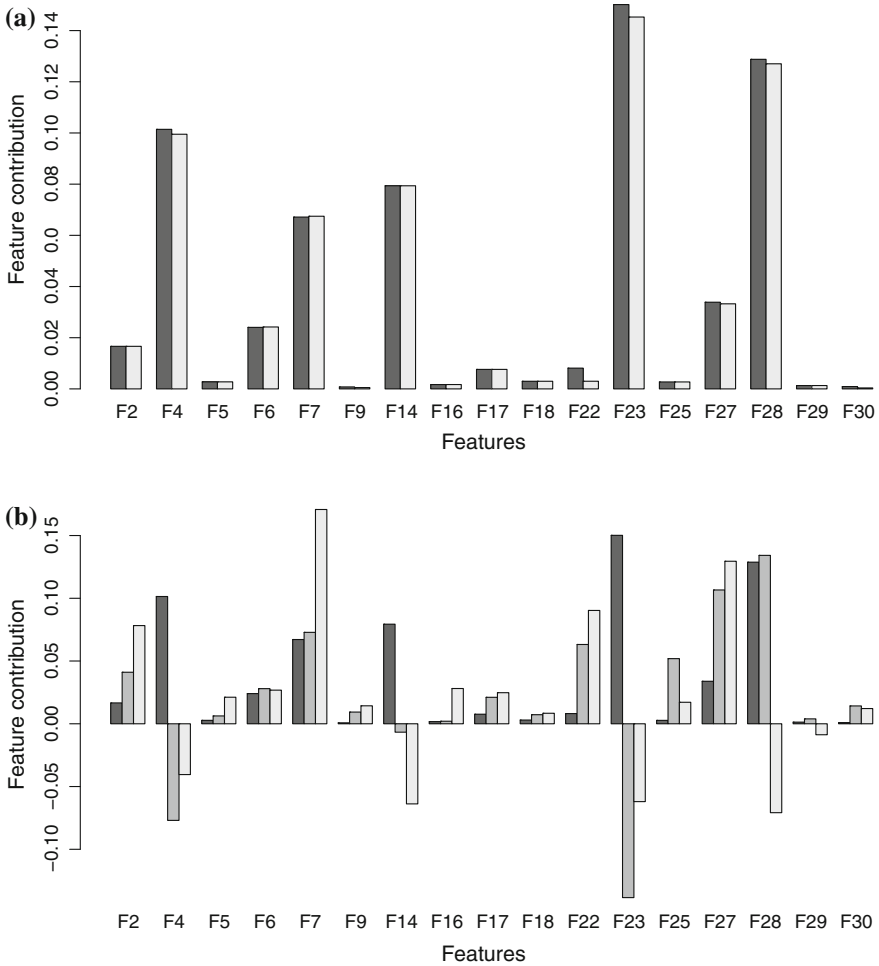 (a)
Feature contribution
0.14
0.12
0.10
0.08
0.0
0.04
0.02
0.00
F2 F4 F5 F6 F7 F9 F14 F16 F17 F18 F22 F23 F25 F27 F28 F29 F30
Features
(b)
Feature contribution
0.15
0.10
0.05
0.00
−0.05
−0.10
F2 F4 F5 F6 F7 F9 F14 F16 F17 F18 F22 F23 F25 F27 F28 F29 F30
Features